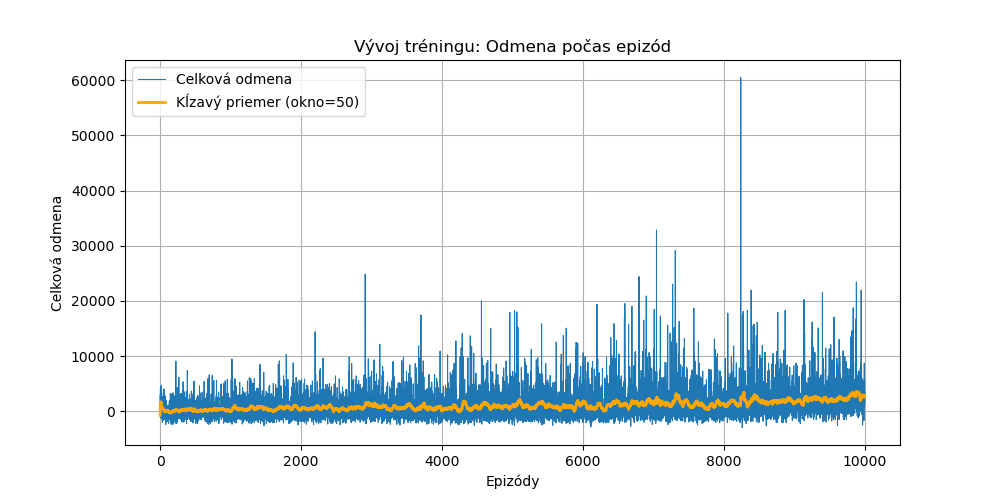 Vývoj tréningu: Odmena počas epizód
Celková odmena
Kĺzavý priemer (okno=50)
60000
50000
40000
30000
20000
10000
0
Celková odmena
0
2000
4000
6000
8000
10000
Epizódy